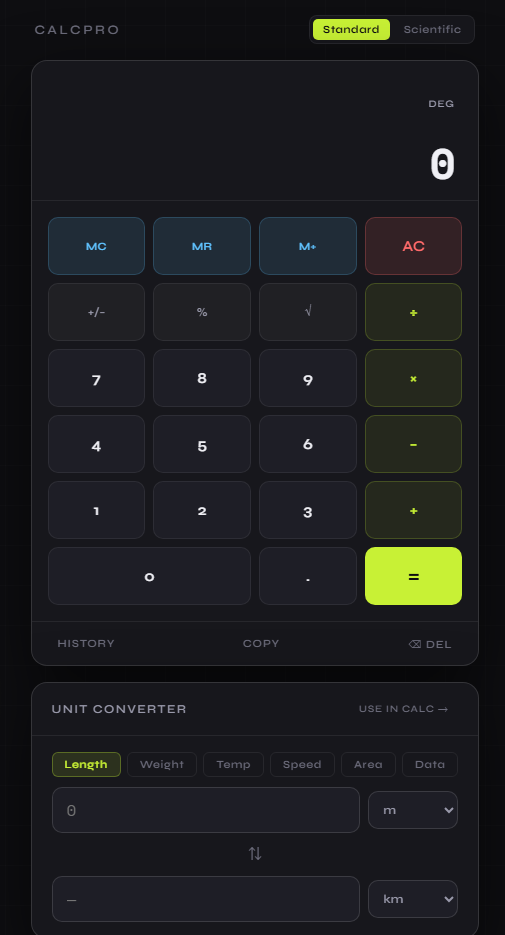 CALCPRO Standard Scientific
DEG
0
MC MR M+ AC
+/− % √ ÷
7 8 9 ×
4 5 6 −
1 2 3 +
0 . =
HISTORY COPY ⌫ DEL
UNIT CONVERTER USE IN CALC →
Length Weight Temp Speed Area Data
0 m
⇅
— km